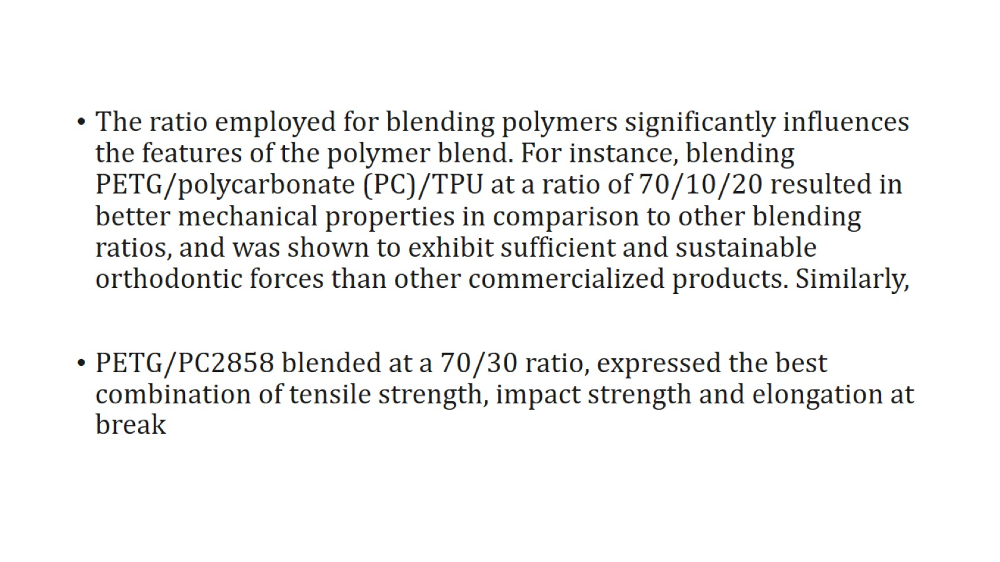 • The ratio employed for blending polymers significantly influences
the features of the polymer blend. For instance, blending
PETG/polycarbonate (PC)/TPU at a ratio of 70/10/20 resulted in
better mechanical properties in comparison to other blending
ratios, and was shown to exhibit sufficient and sustainable
orthodontic forces than other commercialized products. Similarly,
• PETG/PC2858 blended at a 70/30 ratio, expressed the best
combination of tensile strength, impact strength and elongation at
break